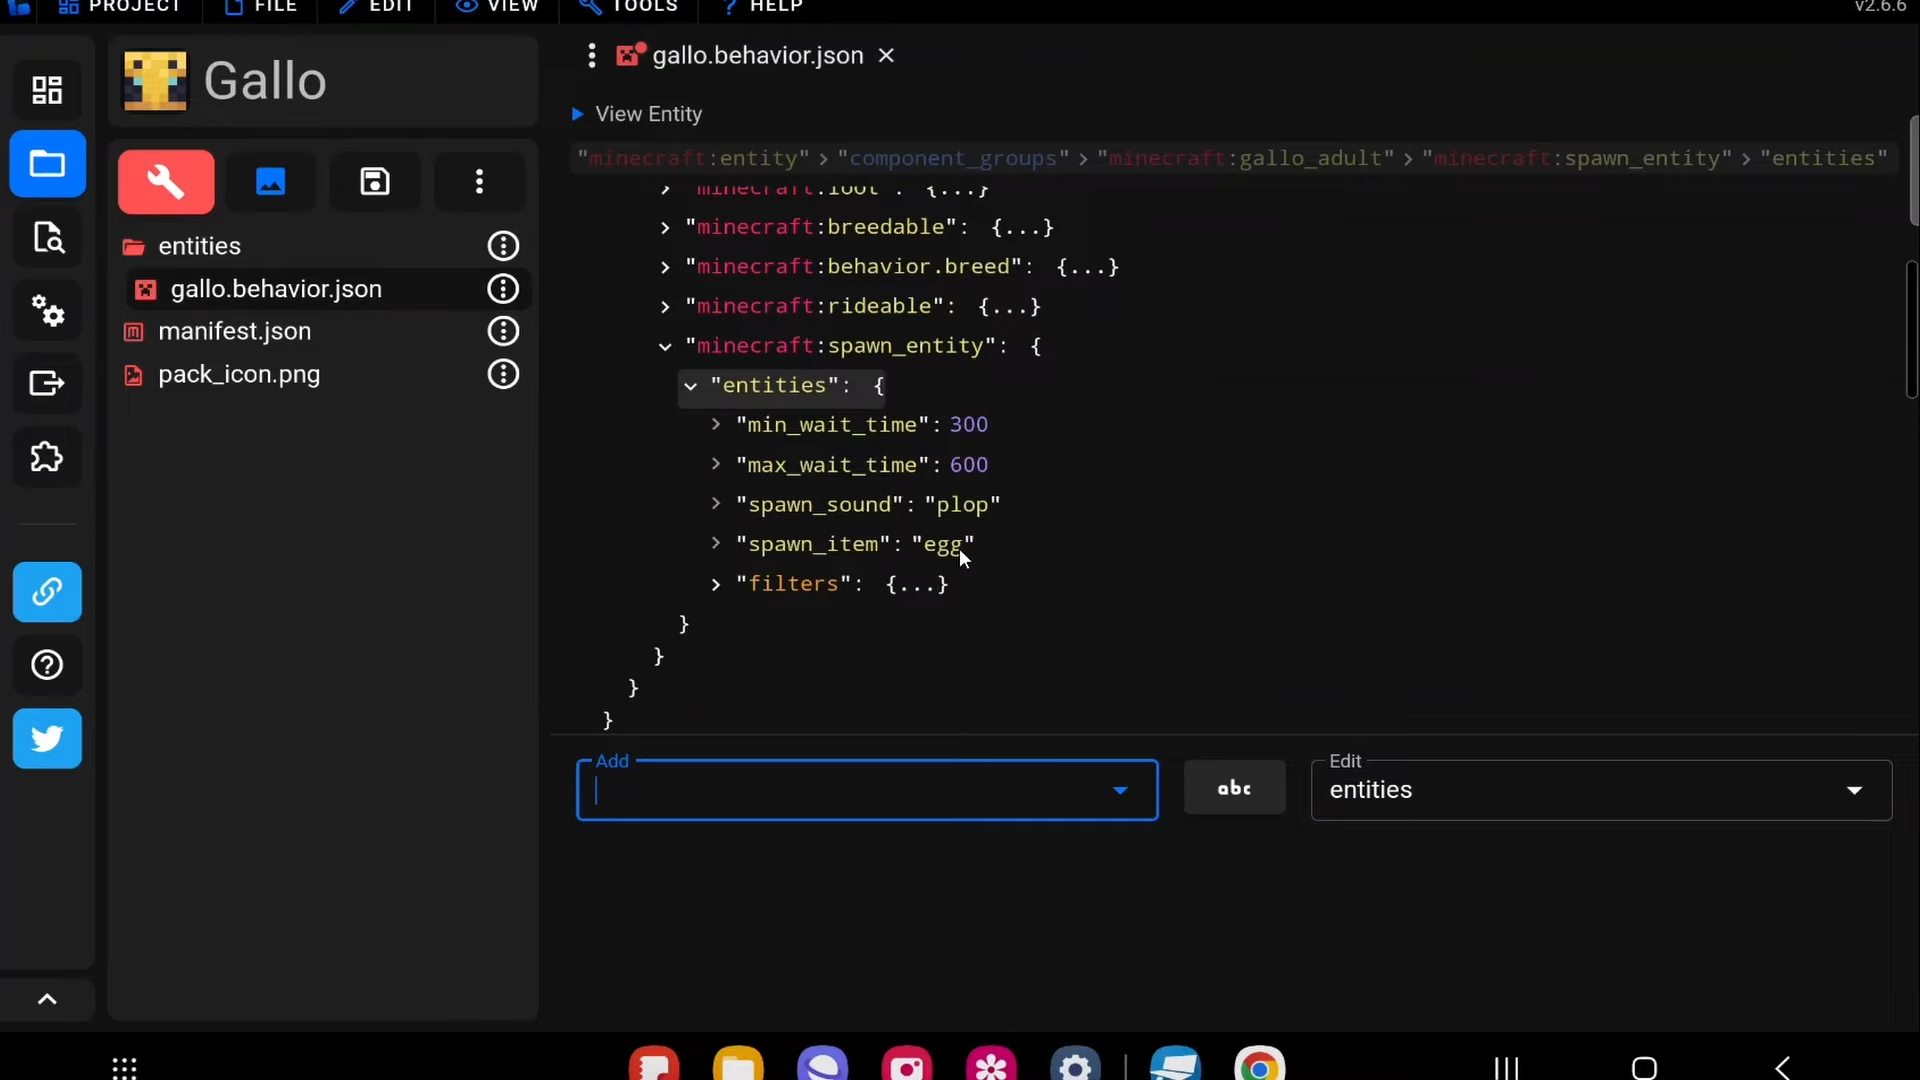 PROJECT FILE EDIT VIEW TOOLS ? HELP v2.6.6
Gallo
entities
gallo.behavior.json
manifest.json
pack_icon.png
gallo.behavior.json
View Entity
"minecraft:entity" > "component_groups" > "minecraft:gallo_adult" > "minecraft:spawn_entity" > "entities"
"minecraft:loot": {...}
"minecraft:breedable": {...}
"minecraft:behavior.breed": {...}
"minecraft:rideable": {...}
"minecraft:spawn_entity": {
"entities": {
"min_wait_time": 300
"max_wait_time": 600
"spawn_sound": "plop"
"spawn_item": "egg"
"filters": {...}
}
}
}
}
Add
abc
Edit
entities